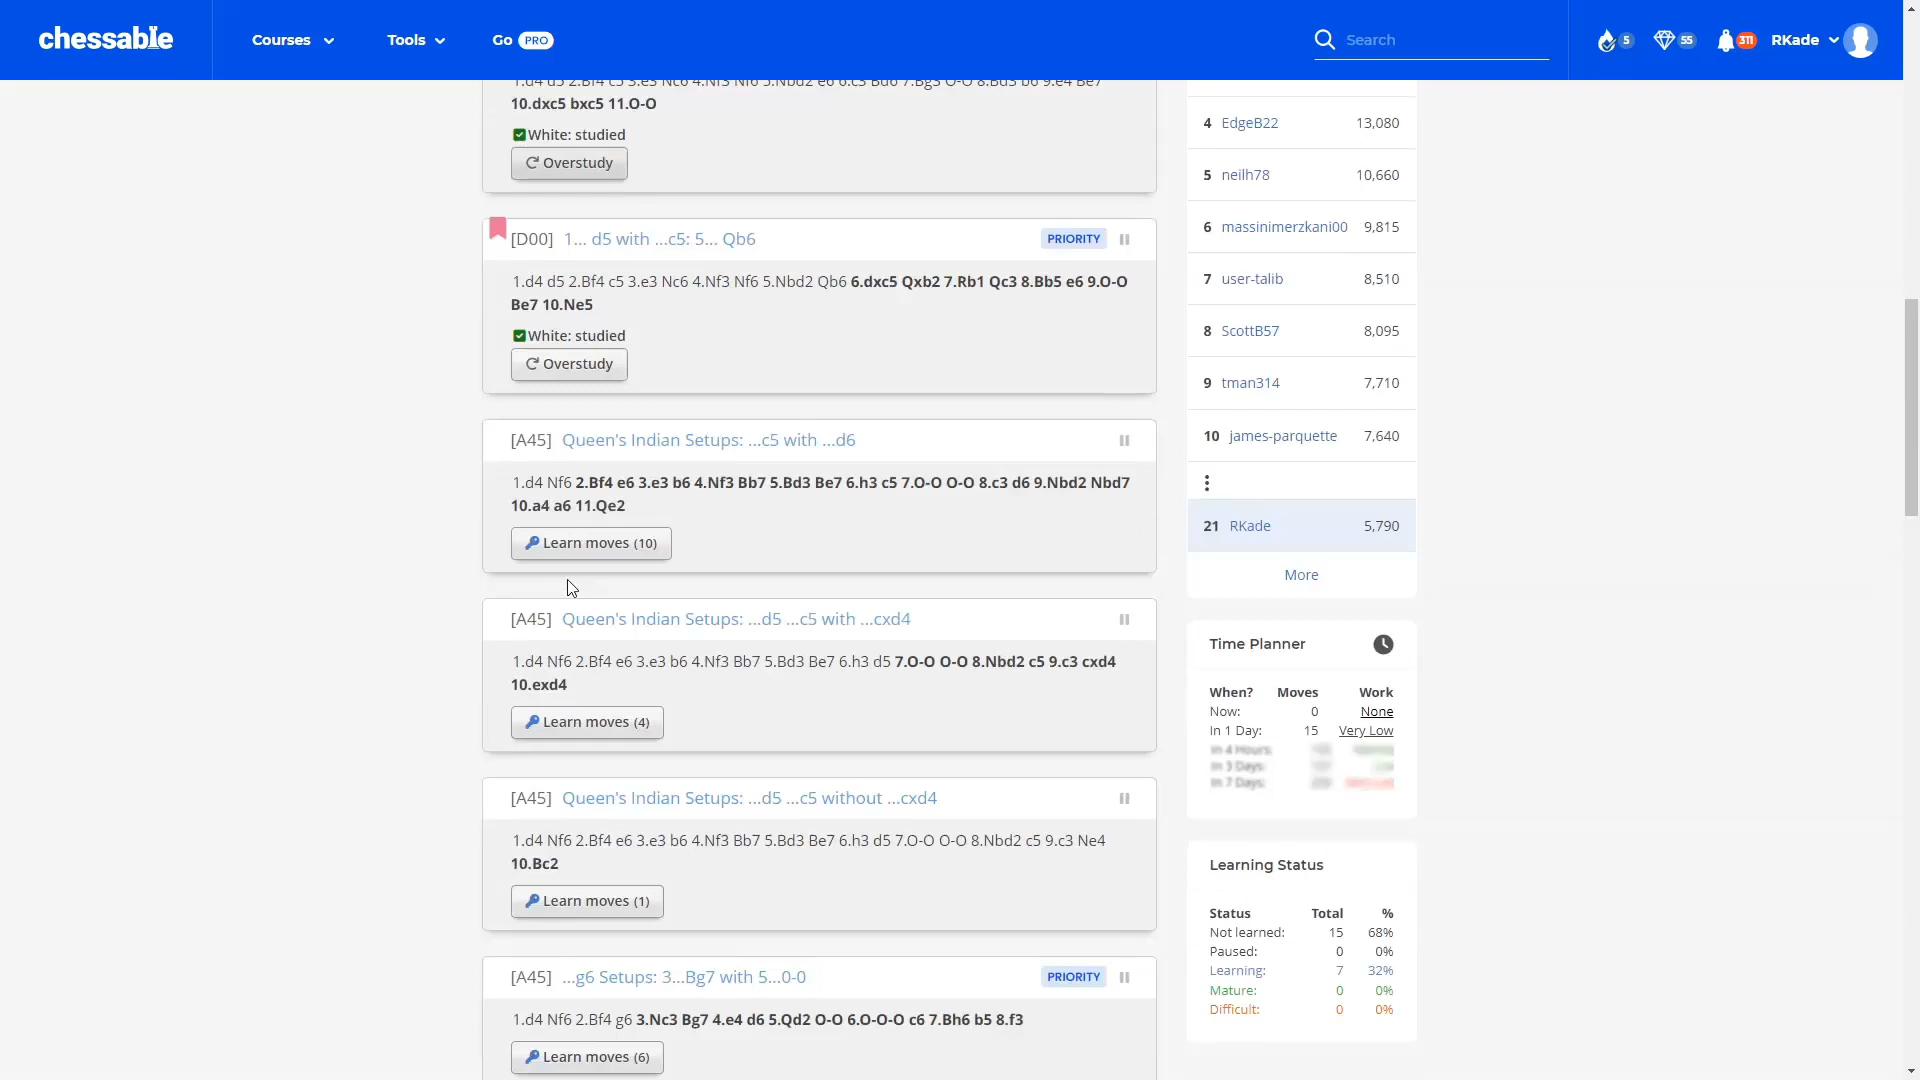 chessable
Courses
Tools
Go PRO
Search
5
55
311
RKade
1.d4 d5 2.Bf4 c5 3.e3 Nc6 4.Nf3 Nf6 5.Nbd2 e6 6.c3 Bd6 7.Bg3 O-O 8.Bd3 b6 9.e4 Be7
10.dxc5 bxc5 11.O-O
White: studied
Overstudy
[D00] 1... d5 with ...c5: 5... Qb6
PRIORITY
1.d4 d5 2.Bf4 c5 3.e3 Nc6 4.Nf3 Nf6 5.Nbd2 Qb6 6.dxc5 Qxb2 7.Rb1 Qc3 8.Bb5 e6 9.O-O
Be7 10.Ne5
White: studied
Overstudy
[A45] Queen's Indian Setups: ...c5 with ...d6
1.d4 Nf6 2.Bf4 e6 3.e3 b6 4.Nf3 Bb7 5.Bd3 Be7 6.h3 c5 7.O-O O-O 8.c3 d6 9.Nbd2 Nbd7
10.a4 a6 11.Qe2
Learn moves (10)
[A45] Queen's Indian Setups: ...d5 ...c5 with ...cxd4
1.d4 Nf6 2.Bf4 e6 3.e3 b6 4.Nf3 Bb7 5.Bd3 Be7 6.h3 d5 7.O-O O-O 8.Nbd2 c5 9.c3 cxd4
10.exd4
Learn moves (4)
[A45] Queen's Indian Setups: ...d5 ...c5 without ...cxd4
1.d4 Nf6 2.Bf4 e6 3.e3 b6 4.Nf3 Bb7 5.Bd3 Be7 6.h3 d5 7.O-O O-O 8.Nbd2 c5 9.c3 Ne4
10.Bc2
Learn moves (1)
[A45] ...g6 Setups: 3...Bg7 with 5...0-0
PRIORITY
1.d4 Nf6 2.Bf4 g6 3.Nc3 Bg7 4.e4 d6 5.Qd2 O-O 6.O-O-O c6 7.Bh6 b5 8.f3
Learn moves (6)
4 EdgeB22 13,080
5 neilh78 10,660
6 massinimerzkani00 9,815
7 user-talib 8,510
8 ScottB57 8,095
9 tman314 7,710
10 james-parquette 7,640
21 RKade 5,790
More
Time Planner
When? Moves Work
Now: 0 None
In 1 Day: 15 Very Low
In 4 Hours:
In 3 Days:
In 7 Days:
Learning Status
Status Total %
Not learned: 15 68%
Paused: 0 0%
Learning: 7 32%
Mature: 0 0%
Difficult: 0 0%